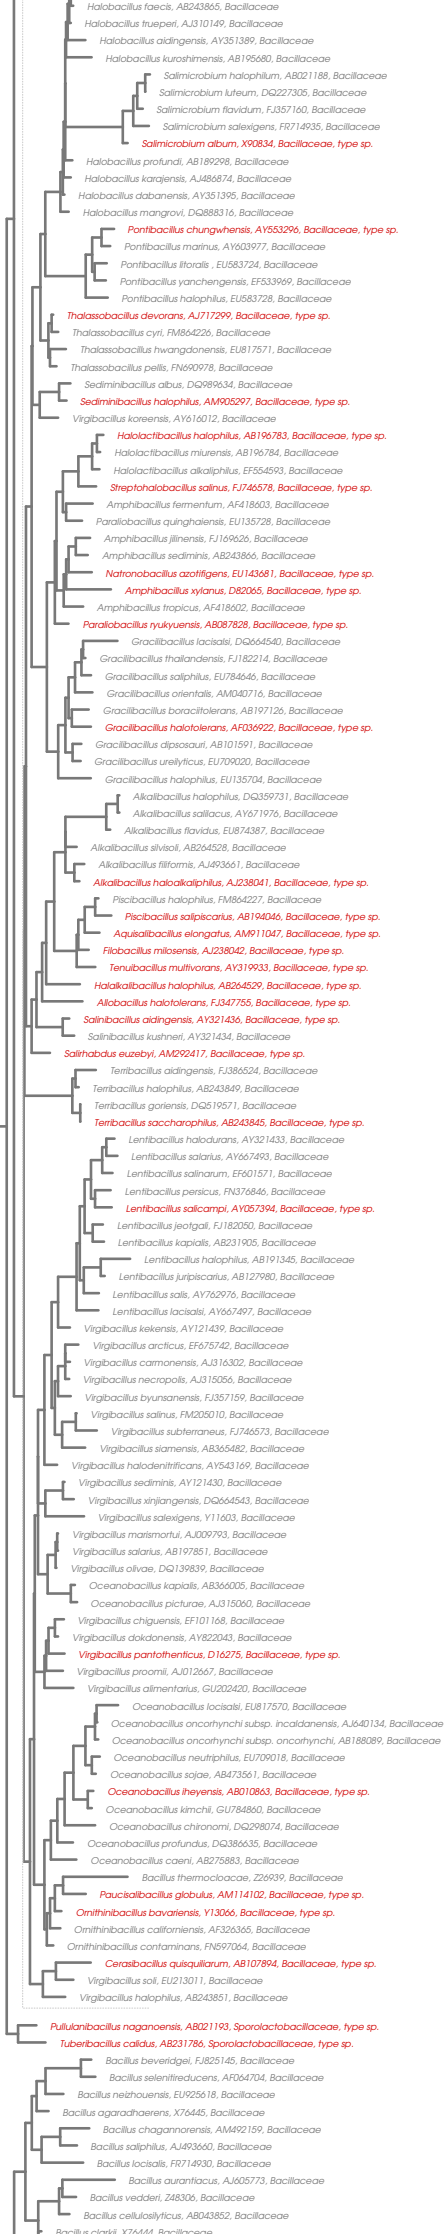 Halobacillus faecis, AB243865, Bacillaceae
Halobacillus trueperi, AJ310149, Bacillaceae
Halobacillus aidingensis, AY351389, Bacillaceae
Halobacillus kuroshimensis, AB195680, Bacillaceae
Salimicrobium halophilum, AB021188, Bacillaceae
Salimicrobium luteum, DQ227305, Bacillaceae
Salimicrobium flavidum, FJ357160, Bacillaceae
Salimicrobium salexigens, FR714935, Bacillaceae
Salimicrobium album, X90834, Bacillaceae, type sp.
Halobacillus profundi, AB189298, Bacillaceae
Halobacillus karajensis, AJ486874, Bacillaceae
Halobacillus dabanensis, AY351395, Bacillaceae
Halobacillus mangrovi, DQ888316, Bacillaceae
Pontibacillus chungwhensis, AY553296, Bacillaceae, type sp.
Pontibacillus marinus, AY603977, Bacillaceae
Pontibacillus litoralis , EU583724, Bacillaceae
Pontibacillus yanchengensis, EF533969, Bacillaceae
Pontibacillus halophilus, EU583728, Bacillaceae
Thalassobacillus devorans, AJ717299, Bacillaceae, type sp.
Thalassobacillus cyri, FM864226, Bacillaceae
Thalassobacillus hwangdonensis, EU817571, Bacillaceae
Thalassobacillus pellis, FN690978, Bacillaceae
Sediminibacillus albus, DQ989634, Bacillaceae
Sediminibacillus halophilus, AM905297, Bacillaceae, type sp.
Virgibacillus koreensis, AY616012, Bacillaceae
Halolactibacillus halophilus, AB196783, Bacillaceae, type sp.
Halolactibacillus miurensis, AB196784, Bacillaceae
Halolactibacillus alkaliphilus, EF554593, Bacillaceae
Streptohalobacillus salinus, FJ746578, Bacillaceae, type sp.
Amphibacillus fermentum, AF418603, Bacillaceae
Paraliobacillus quinghaiensis, EU135728, Bacillaceae
Amphibacillus jilinensis, FJ169626, Bacillaceae
Amphibacillus sediminis, AB243866, Bacillaceae
Natronobacillus azotifigens, EU143681, Bacillaceae, type sp.
Amphibacillus xylanus, D82065, Bacillaceae, type sp.
Amphibacillus tropicus, AF418602, Bacillaceae
Paraliobacillus ryukyuensis, AB087828, Bacillaceae, type sp.
Gracilibacillus lacisalsi, DQ664540, Bacillaceae
Gracilibacillus thailandensis, FJ182214, Bacillaceae
Gracilibacillus saliphilus, EU784646, Bacillaceae
Gracilibacillus orientalis, AM040716, Bacillaceae
Gracilibacillus boraciitolerans, AB197126, Bacillaceae
Gracilibacillus halotolerans, AF036922, Bacillaceae, type sp.
Gracilibacillus dipsosauri, AB101591, Bacillaceae
Gracilibacillus ureilyticus, EU709020, Bacillaceae
Gracilibacillus halophilus, EU135704, Bacillaceae
Alkalibacillus halophilus, DQ359731, Bacillaceae
Alkalibacillus salilacus, AY671976, Bacillaceae
Alkalibacillus flavidus, EU874387, Bacillaceae
Alkalibacillus silvisoli, AB264528, Bacillaceae
Alkalibacillus filiformis, AJ493661, Bacillaceae
Alkalibacillus haloalkaliphilus, AJ238041, Bacillaceae, type sp.
Piscibacillus halophilus, FM864227, Bacillaceae
Piscibacillus salipiscarius, AB194046, Bacillaceae, type sp.
Aquisalibacillus elongatus, AM911047, Bacillaceae, type sp.
Filobacillus milosensis, AJ238042, Bacillaceae, type sp.
Tenuibacillus multivorans, AY319933, Bacillaceae, type sp.
Halalkalibacillus halophilus, AB264529, Bacillaceae, type sp.
Allobacillus halotolerans, FJ347755, Bacillaceae, type sp.
Salinibacillus aidingensis, AY321436, Bacillaceae, type sp.
Salinibacillus kushneri, AY321434, Bacillaceae
Salirhabdus euzebyi, AM292417, Bacillaceae, type sp.
Terribacillus aidingensis, FJ386524, Bacillaceae
Terribacillus halophilus, AB243849, Bacillaceae
Terribacillus goriensis, DQ519571, Bacillaceae
Terribacillus saccharophilus, AB243845, Bacillaceae, type sp.
Lentibacillus halodurans, AY321433, Bacillaceae
Lentibacillus salarius, AY667493, Bacillaceae
Lentibacillus salinarum, EF601571, Bacillaceae
Lentibacillus persicus, FN376846, Bacillaceae
Lentibacillus salicampi, AY057394, Bacillaceae, type sp.
Lentibacillus jeotgali, FJ182050, Bacillaceae
Lentibacillus kapialis, AB231905, Bacillaceae
Lentibacillus halophilus, AB191345, Bacillaceae
Lentibacillus juripiscarius, AB127980, Bacillaceae
Lentibacillus salis, AY762976, Bacillaceae
Lentibacillus lacisalsi, AY667497, Bacillaceae
Virgibacillus kekensis, AY121439, Bacillaceae
Virgibacillus arcticus, EF675742, Bacillaceae
Virgibacillus carmonensis, AJ316302, Bacillaceae
Virgibacillus necropolis, AJ315056, Bacillaceae
Virgibacillus byunsanensis, FJ357159, Bacillaceae
Virgibacillus salinus, FM205010, Bacillaceae
Virgibacillus subterraneus, FJ746573, Bacillaceae
Virgibacillus siamensis, AB365482, Bacillaceae
Virgibacillus halodenitrificans, AY543169, Bacillaceae
Virgibacillus sediminis, AY121430, Bacillaceae
Virgibacillus xinjiangensis, DQ664543, Bacillaceae
Virgibacillus salexigens, Y11603, Bacillaceae
Virgibacillus marismortui, AJ009793, Bacillaceae
Virgibacillus salarius, AB197851, Bacillaceae
Virgibacillus olivae, DQ139839, Bacillaceae
Oceanobacillus kapialis, AB366005, Bacillaceae
Oceanobacillus picturae, AJ315060, Bacillaceae
Virgibacillus chiguensis, EF101168, Bacillaceae
Virgibacillus dokdonensis, AY822043, Bacillaceae
Virgibacillus pantothenticus, D16275, Bacillaceae, type sp.
Virgibacillus proomii, AJ012667, Bacillaceae
Virgibacillus alimentarius, GU202420, Bacillaceae
Oceanobacillus locisalsi, EU817570, Bacillaceae
Oceanobacillus oncorhynchi subsp. incaldanensis, AJ640134, Bacillaceae
Oceanobacillus oncorhynchi subsp. oncorhynchi, AB188089, Bacillaceae
Oceanobacillus neutriphilus, EU709018, Bacillaceae
Oceanobacillus sojae, AB473561, Bacillaceae
Oceanobacillus iheyensis, AB010863, Bacillaceae, type sp.
Oceanobacillus kimchii, GU784860, Bacillaceae
Oceanobacillus chironomi, DQ298074, Bacillaceae
Oceanobacillus profundus, DQ386635, Bacillaceae
Oceanobacillus caeni, AB275883, Bacillaceae
Bacillus thermocloacae, Z26939, Bacillaceae
Paucisalibacillus globulus, AM114102, Bacillaceae, type sp.
Ornithinibacillus bavariensis, Y13066, Bacillaceae, type sp.
Ornithinibacillus californiensis, AF326365, Bacillaceae
Ornithinibacillus contaminans, FN597064, Bacillaceae
Cerasibacillus quisquiliarum, AB107894, Bacillaceae, type sp.
Virgibacillus soli, EU213011, Bacillaceae
Virgibacillus halophilus, AB243851, Bacillaceae
Pullulanibacillus naganoensis, AB021193, Sporolactobacillaceae, type sp.
Tuberibacillus calidus, AB231786, Sporolactobacillaceae, type sp.
Bacillus beveridgei, FJ825145, Bacillaceae
Bacillus selenitireducens, AF064704, Bacillaceae
Bacillus neizhouensis, EU925618, Bacillaceae
Bacillus agaradhaerens, X76445, Bacillaceae
Bacillus chagannorensis, AM492159, Bacillaceae
Bacillus saliphilus, AJ493660, Bacillaceae
Bacillus locisalis, FR714930, Bacillaceae
Bacillus aurantiacus, AJ605773, Bacillaceae
Bacillus vedderi, Z48306, Bacillaceae
Bacillus cellulosilyticus, AB043852, Bacillaceae
Bacillus clarkii, X76444, Bacillaceae